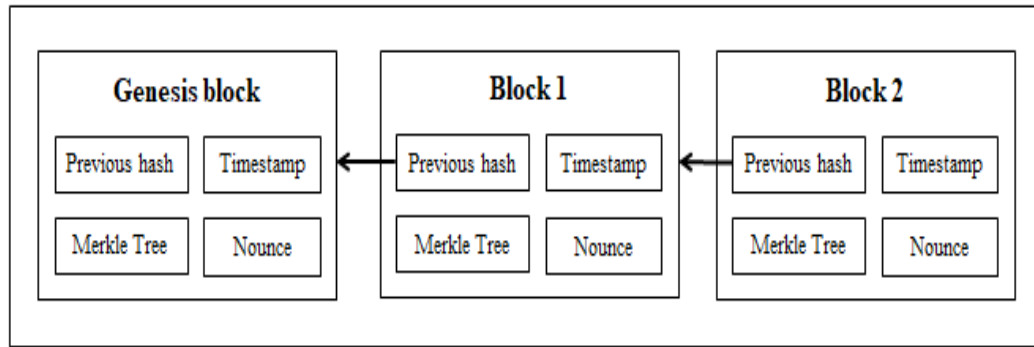 Genesis block
Previous hash Timestamp
Merkle Tree Nounce
Block 1
Previous hash Timestamp
Merkle Tree Nounce
Block 2
Previous hash Timestamp
Merkle Tree Nounce